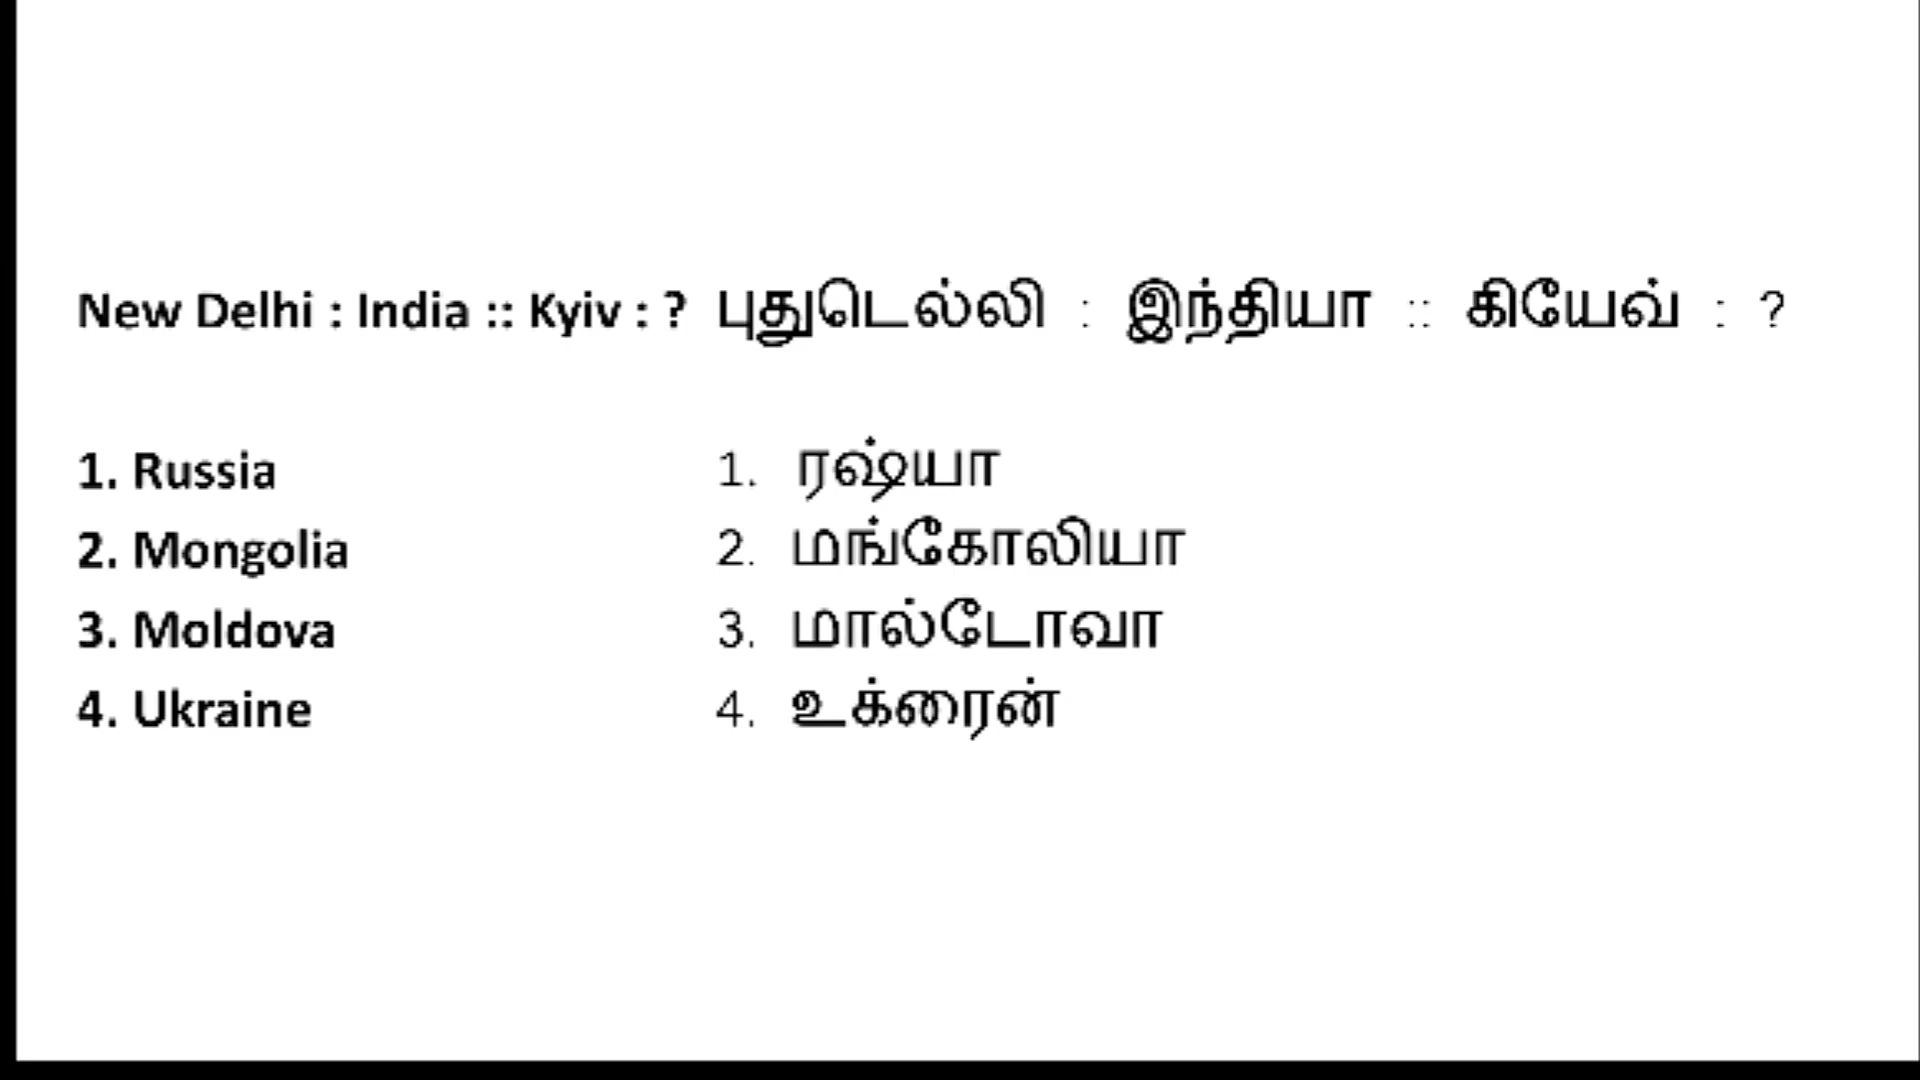 New Delhi : India :: Kyiv : ? புதுடெல்லி : இந்தியா :: கியேவ் : ?
1. Russia 1. ரஷ்யா
2. Mongolia 2. மங்கோலியா
3. Moldova 3. மால்டோவா
4. Ukraine 4. உக்ரைன்